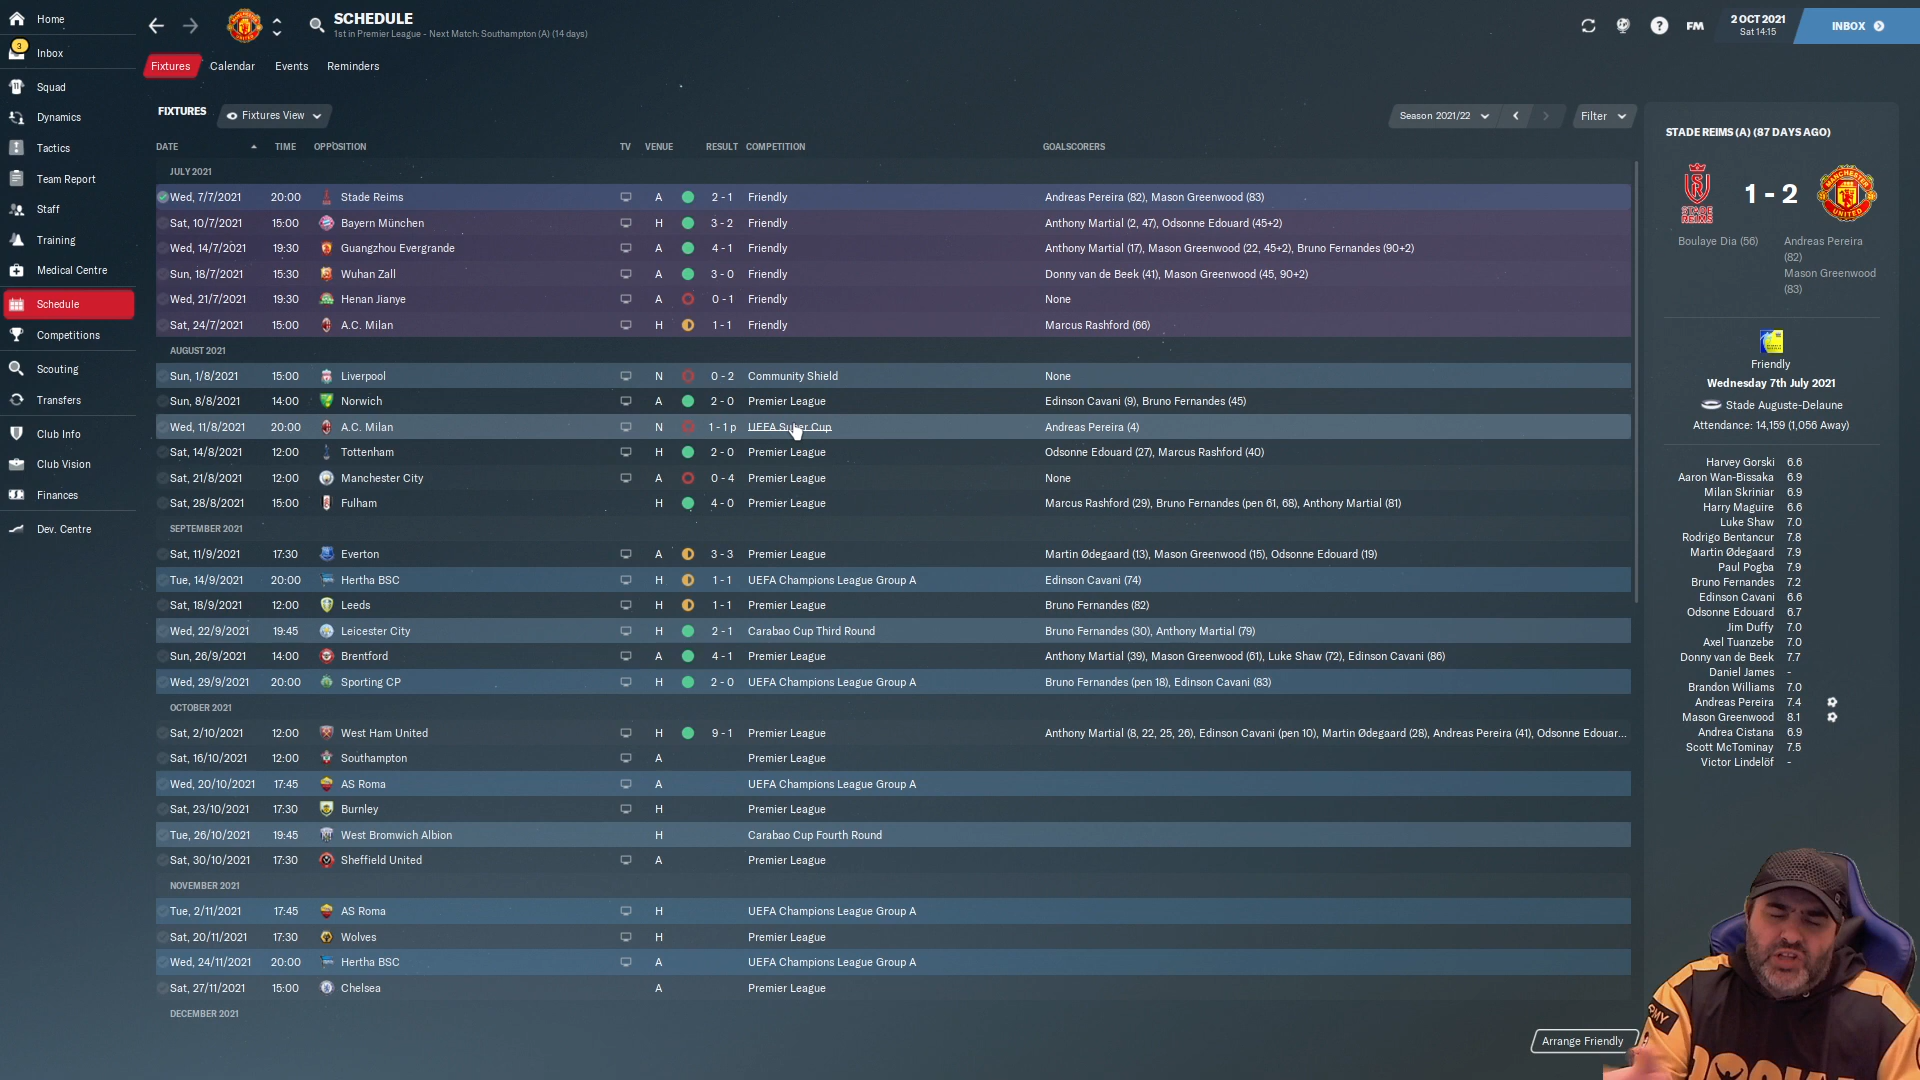 Home
SCHEDULE
1st in Premier League - Next Match: Southampton (A) (14 days)
FM
2 OCT 2021
Sat 14:15
INBOX
3
Inbox
Squad
Dynamics
Tactics
Team Report
Staff
Training
Medical Centre
Schedule
Competitions
Scouting
Transfers
Club Info
Club Vision
Finances
Dev. Centre
Fixtures Calendar Events Reminders
FIXTURES Fixtures View Season 2021/22 Filter
DATE TIME OPPOSITION TV VENUE RESULT COMPETITION GOALSCORERS
JULY 2021
Wed, 7/7/2021 20:00 Stade Reims A 2 - 1 Friendly Andreas Pereira (82), Mason Greenwood (83)
Sat, 10/7/2021 15:00 Bayern München H 3 - 2 Friendly Anthony Martial (2, 47), Odsonne Edouard (45+2)
Wed, 14/7/2021 19:30 Guangzhou Evergrande A 4 - 1 Friendly Anthony Martial (17), Mason Greenwood (22, 45+2), Bruno Fernandes (90+2)
Sun, 18/7/2021 15:30 Wuhan Zall A 3 - 0 Friendly Donny van de Beek (41), Mason Greenwood (45, 90+2)
Wed, 21/7/2021 19:30 Henan Jianye A 0 - 1 Friendly None
Sat, 24/7/2021 15:00 A.C. Milan H 1 - 1 Friendly Marcus Rashford (66)
AUGUST 2021
Sun, 1/8/2021 15:00 Liverpool N 0 - 2 Community Shield None
Sun, 8/8/2021 14:00 Norwich A 2 - 0 Premier League Edinson Cavani (9), Bruno Fernandes (45)
Wed, 11/8/2021 20:00 A.C. Milan N 1 - 1 p UEFA Super Cup Andreas Pereira (4)
Sat, 14/8/2021 12:00 Tottenham H 2 - 0 Premier League Odsonne Edouard (27), Marcus Rashford (40)
Sat, 21/8/2021 12:00 Manchester City A 0 - 4 Premier League None
Sat, 28/8/2021 15:00 Fulham H 4 - 0 Premier League Marcus Rashford (29), Bruno Fernandes (pen 61, 68), Anthony Martial (81)
SEPTEMBER 2021
Sat, 11/9/2021 17:30 Everton A 3 - 3 Premier League Martin Ødegaard (13), Mason Greenwood (15), Odsonne Edouard (19)
Tue, 14/9/2021 20:00 Hertha BSC H 1 - 1 UEFA Champions League Group A Edinson Cavani (74)
Sat, 18/9/2021 12:00 Leeds H 1 - 1 Premier League Bruno Fernandes (82)
Wed, 22/9/2021 19:45 Leicester City H 2 - 1 Carabao Cup Third Round Bruno Fernandes (30), Anthony Martial (79)
Sun, 26/9/2021 14:00 Brentford A 4 - 1 Premier League Anthony Martial (39), Mason Greenwood (61), Luke Shaw (72), Edinson Cavani (86)
Wed, 29/9/2021 20:00 Sporting CP H 2 - 0 UEFA Champions League Group A Bruno Fernandes (pen 18), Edinson Cavani (83)
OCTOBER 2021
Sat, 2/10/2021 12:00 West Ham United H 9 - 1 Premier League Anthony Martial (8, 22, 25, 26), Edinson Cavani (pen 10), Martin Ødegaard (28), Andreas Pereira (41), Odsonne Edouar...
Sat, 16/10/2021 12:00 Southampton A Premier League
Wed, 20/10/2021 17:45 AS Roma A UEFA Champions League Group A
Sat, 23/10/2021 17:30 Burnley H Premier League
Tue, 26/10/2021 19:45 West Bromwich Albion H Carabao Cup Fourth Round
Sat, 30/10/2021 17:30 Sheffield United A Premier League
NOVEMBER 2021
Tue, 2/11/2021 17:45 AS Roma H UEFA Champions League Group A
Sat, 20/11/2021 17:30 Wolves H Premier League
Wed, 24/11/2021 20:00 Hertha BSC A UEFA Champions League Group A
Sat, 27/11/2021 15:00 Chelsea A Premier League
DECEMBER 2021
Arrange Friendly
STADE REIMS (A) (87 DAYS AGO)
STADE REIMS
1 - 2
MANCHESTER UNITED
Boulaye Dia (56)
Andreas Pereira
(82)
Mason Greenwood
(83)
Friendly
Wednesday 7th July 2021
Stade Auguste-Delaune
Attendance: 14,159 (1,056 Away)
Harvey Gorski 6.6
Aaron Wan-Bissaka 6.9
Milan Skriniar 6.9
Harry Maguire 6.6
Luke Shaw 7.0
Rodrigo Bentancur 7.8
Martin Ødegaard 7.9
Paul Pogba 7.9
Bruno Fernandes 7.2
Edinson Cavani 6.6
Odsonne Edouard 6.7
Jim Duffy 7.0
Axel Tuanzebe 7.0
Donny van de Beek 7.7
Daniel James -
Brandon Williams 7.0
Andreas Pereira 7.4
Mason Greenwood 8.1
Andrea Cistana 6.9
Scott McTominay 7.5
Victor Lindelöf -